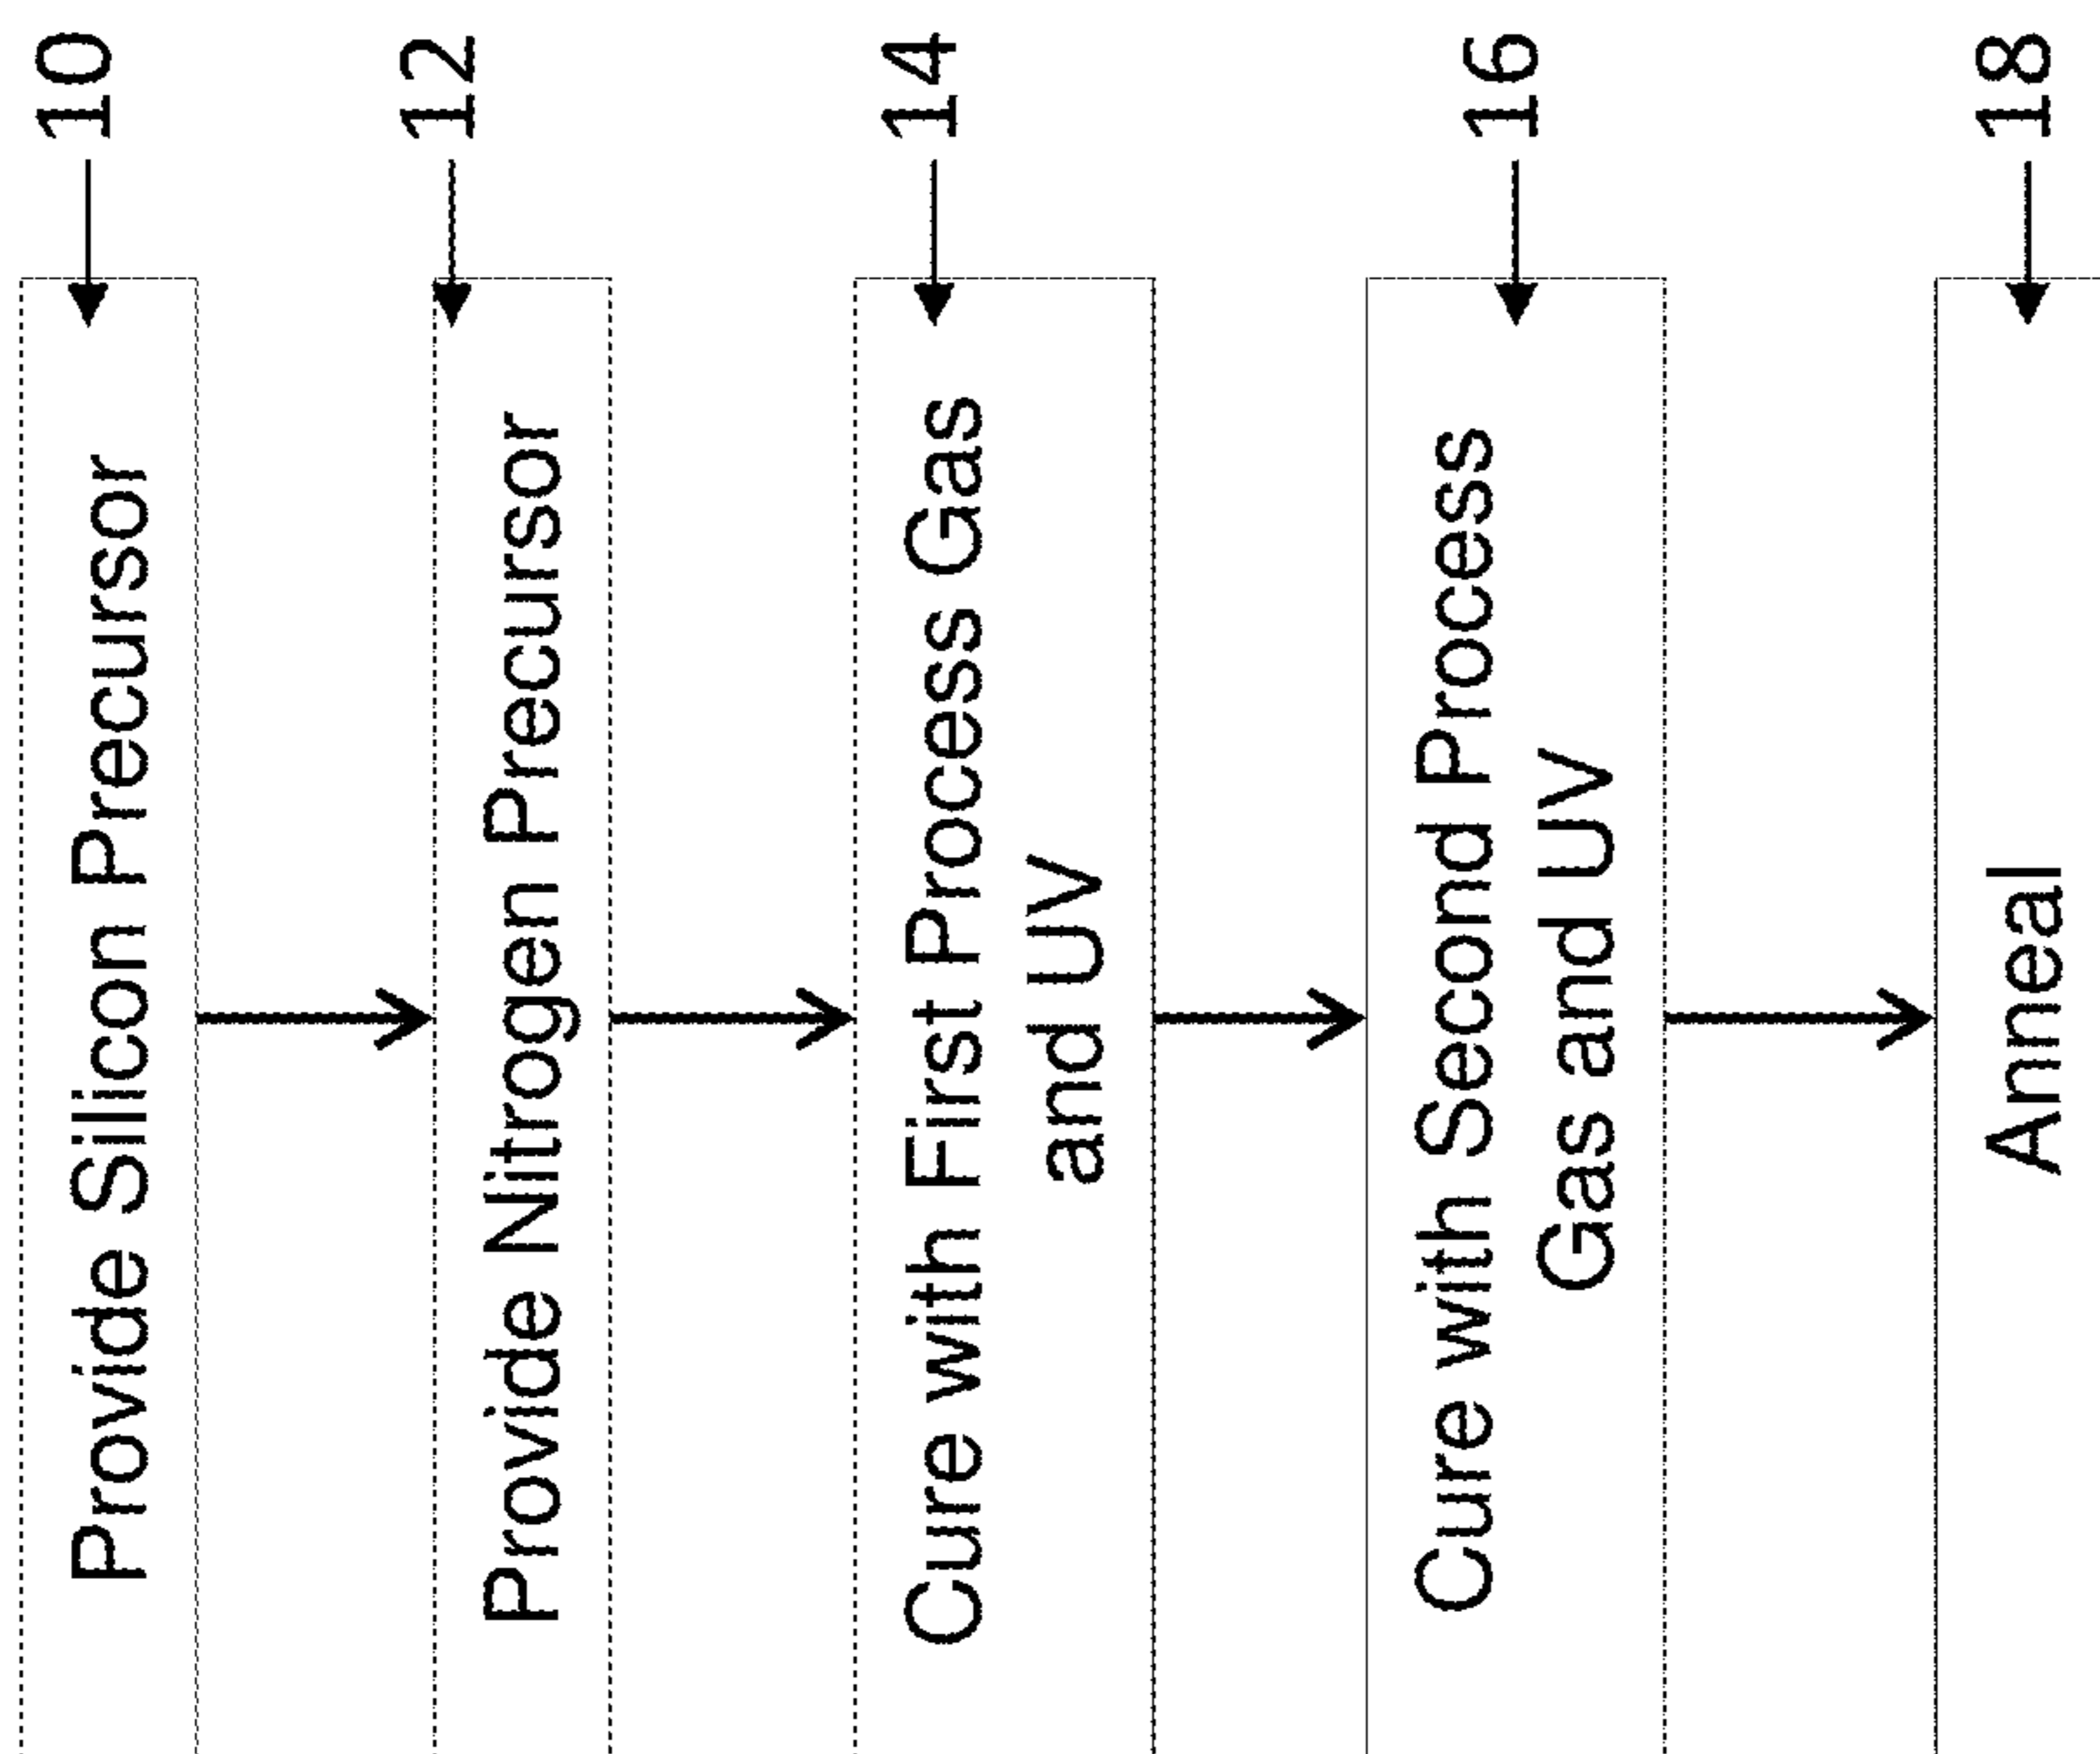 Provide Silicon Precursor
10
Provide Nitrogen Precursor
12
Cure with First Process Gas
and UV
14
Cure with Second Process
Gas and UV
16
Anneal
18